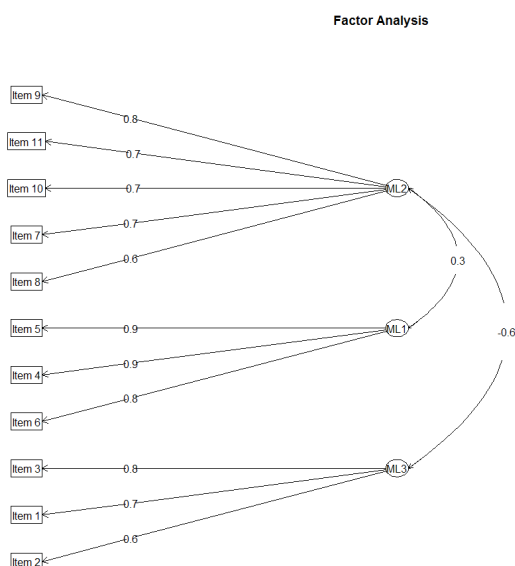 Factor Analysis
Item 9
0.8
Item 11
0.7
Item 10
0.7
ML2
Item 7
0.7
Item 8
0.6
0.3
Item 5
0.9
ML1
-0.6
Item 4
0.9
Item 6
0.8
Item 3
0.8
ML3
Item 1
0.7
Item 2
0.6